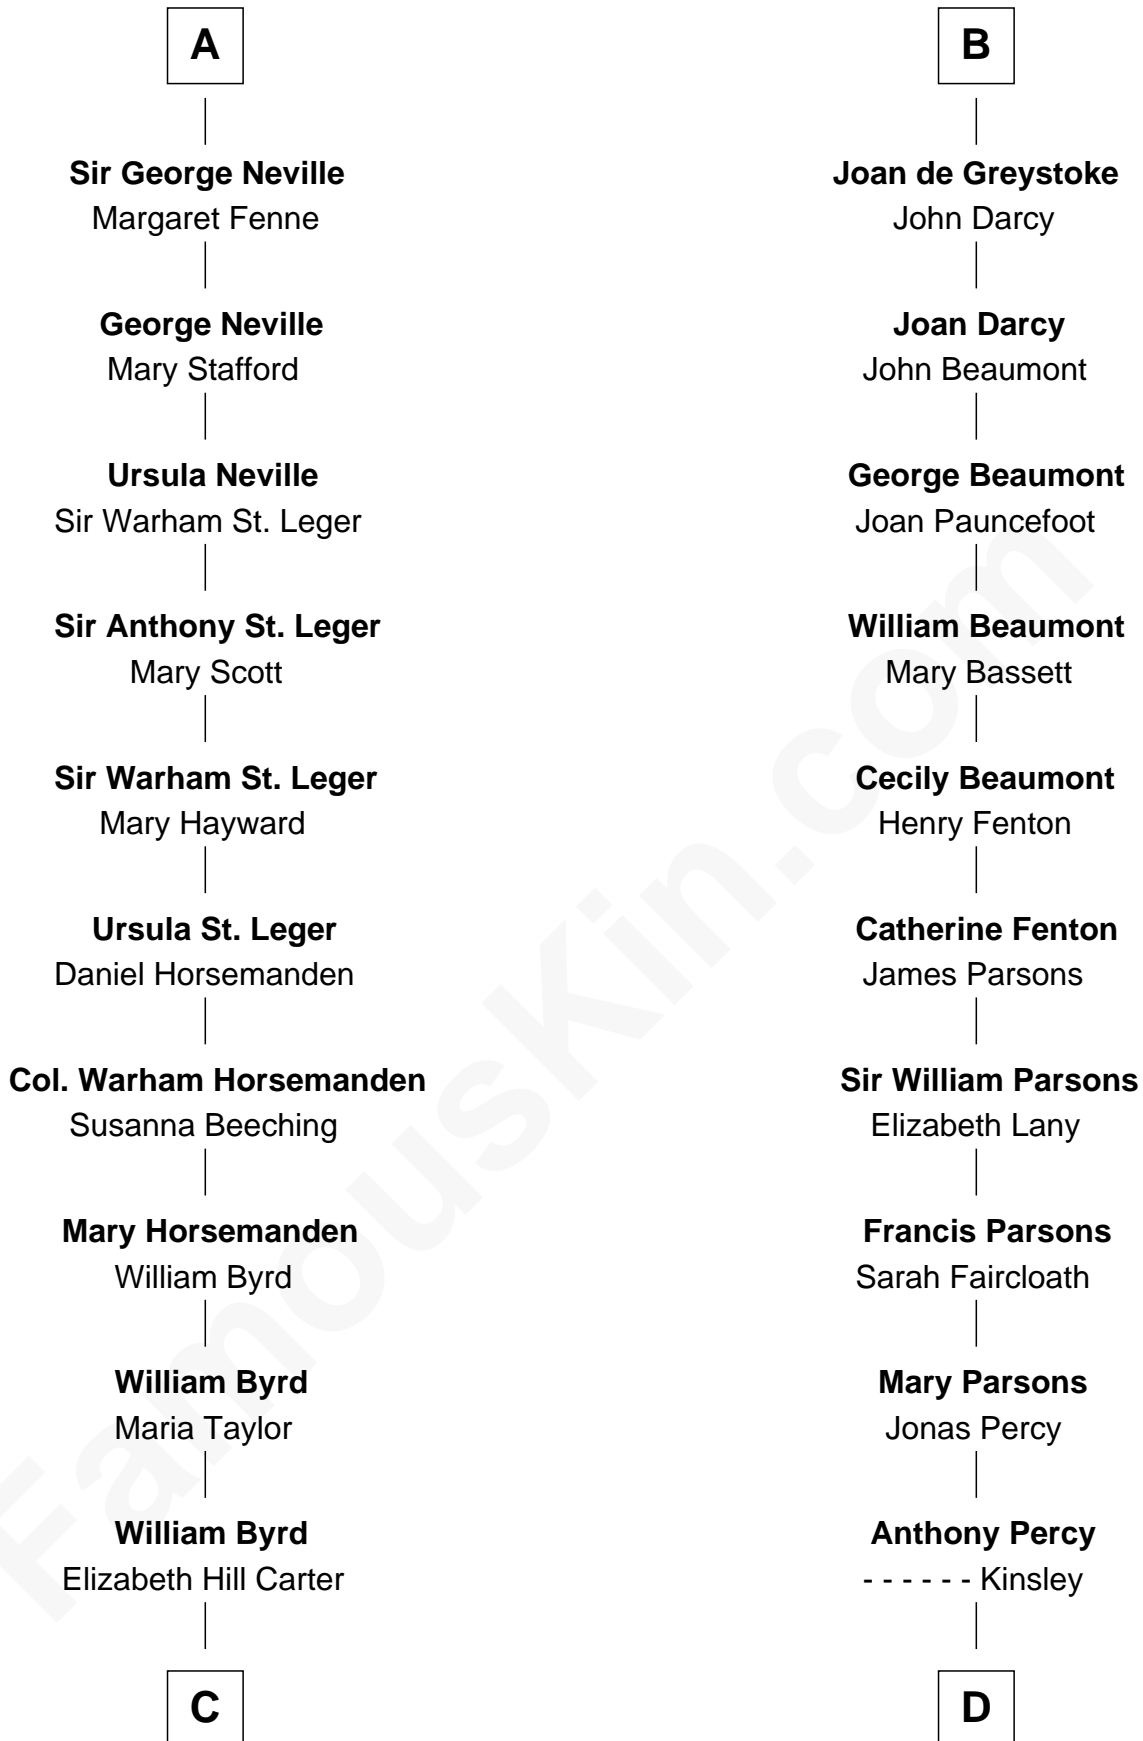 A
Sir George Neville
Margaret Fenne
George Neville
Mary Stafford
Ursula Neville
Sir Warham St. Leger
Sir Anthony St. Leger
Mary Scott
Sir Warham St. Leger
Mary Hayward
Ursula St. Leger
Daniel Horsemanden
Col. Warham Horsemanden
Susanna Beeching
Mary Horsemanden
William Byrd
William Byrd
Maria Taylor
William Byrd
Elizabeth Hill Carter
C
B
Joan de Greystoke
John Darcy
Joan Darcy
John Beaumont
George Beaumont
Joan Pauncefoot
William Beaumont
Mary Bassett
Cecily Beaumont
Henry Fenton
Catherine Fenton
James Parsons
Sir William Parsons
Elizabeth Lany
Francis Parsons
Sarah Faircloath
Mary Parsons
Jonas Percy
Anthony Percy
- - - - - - Kinsley
D
FamousKin.com